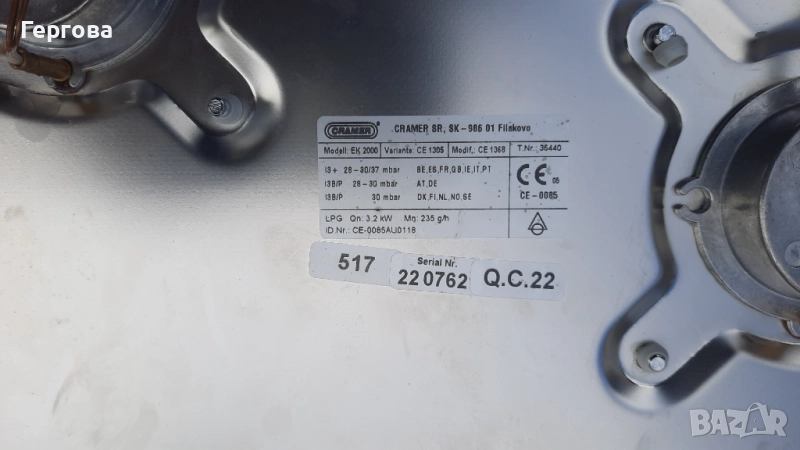 Гергова
CRAMER CRAMER SR, SK-986 01 Filakovo
Modell: EK 2000 Variante: CE 1305 Modif.: CE 1368 T.Nr.: 36440
I3+ 28-30/37 mbar BE,ES,FR,GB,IE,IT,PT
I3B/P 28-30 mbar AT,DE
CE 05
I3B/P 30 mbar DK,FI,NL,NO,SE
CE-0085
LPG Qn: 3.2 kW Mn: 235 g/h
ID.Nr.: CE-0085AU0118
517
Serial Nr.
220762
Q.C.22
BAZAR